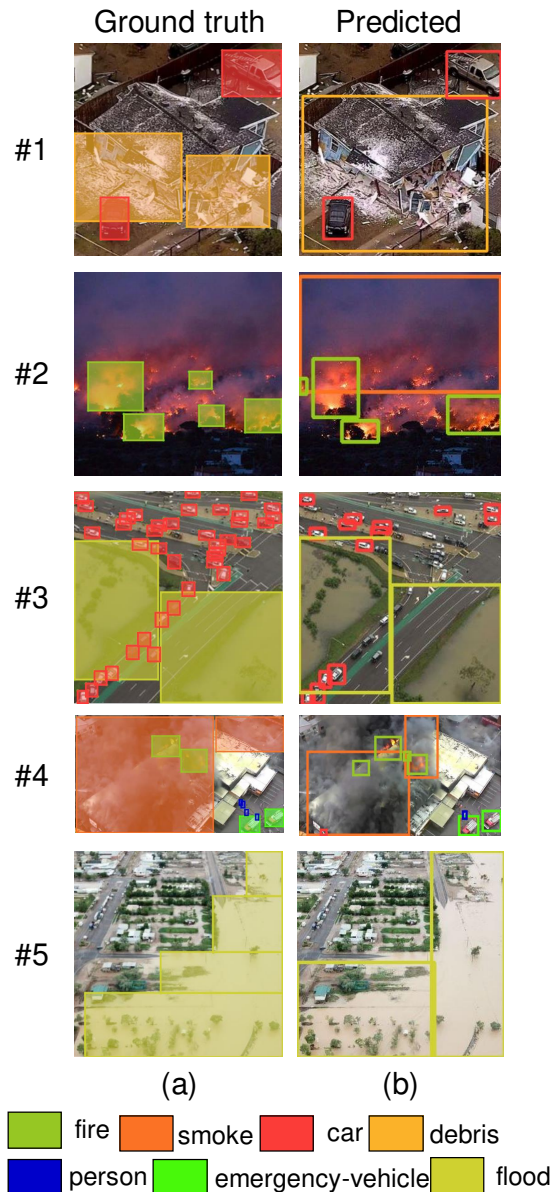 Ground truth Predicted
#1
#2
#3
#4
#5
(a) (b)
fire smoke car debris
person emergency-vehicle flood